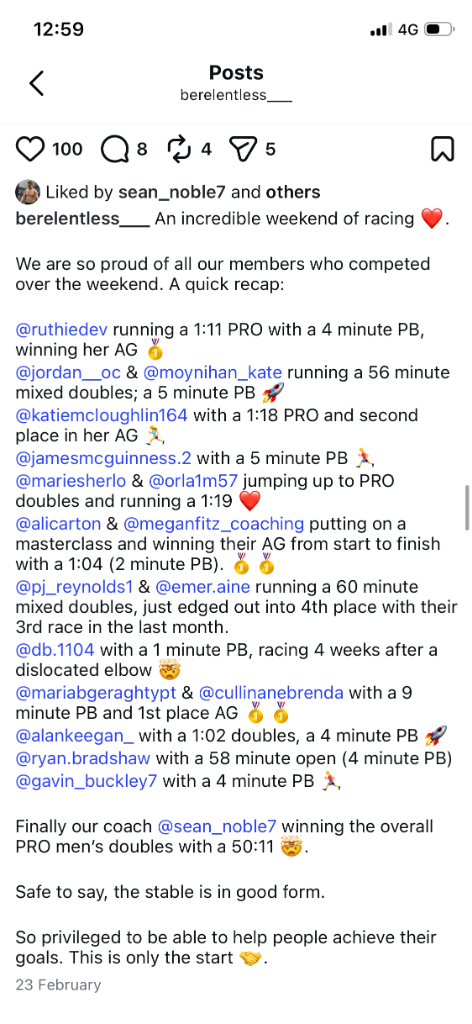 12:59
4G
Posts
berelentless___
100 8 4 5
Liked by sean_noble7 and others
berelentless___ An incredible weekend of racing ❤️.
We are so proud of all our members who competed
over the weekend. A quick recap:
@ruthiedev running a 1:11 PRO with a 4 minute PB,
winning her AG 🥇
@jordan__oc & @moynihan_kate running a 56 minute
mixed doubles; a 5 minute PB 🚀
@katiemcloughlin164 with a 1:18 PRO and second
place in her AG 🏃‍♀️
@jamesmcguinness.2 with a 5 minute PB 🏃
@mariesherlo & @orla1m57 jumping up to PRO
doubles and running a 1:19 ❤️
@alicarton & @meganfitz_coaching putting on a
masterclass and winning their AG from start to finish
with a 1:04 (2 minute PB). 🥇 🥇
@pj_reynolds1 & @emer.aine running a 60 minute
mixed doubles, just edged out into 4th place with their
3rd race in the last month.
@db.1104 with a 1 minute PB, racing 4 weeks after a
dislocated elbow 🤯
@mariabgeraghtypt & @cullinanebrenda with a 9
minute PB and 1st place AG 🥇 🥇
@alankeegan_ with a 1:02 doubles, a 4 minute PB 🚀
@ryan.bradshaw with a 58 minute open (4 minute PB)
@gavin_buckley7 with a 4 minute PB 🏃
Finally our coach @sean_noble7 winning the overall
PRO men’s doubles with a 50:11 🤯.
Safe to say, the stable is in good form.
So privileged to be able to help people achieve their
goals. This is only the start 🤝.
23 February